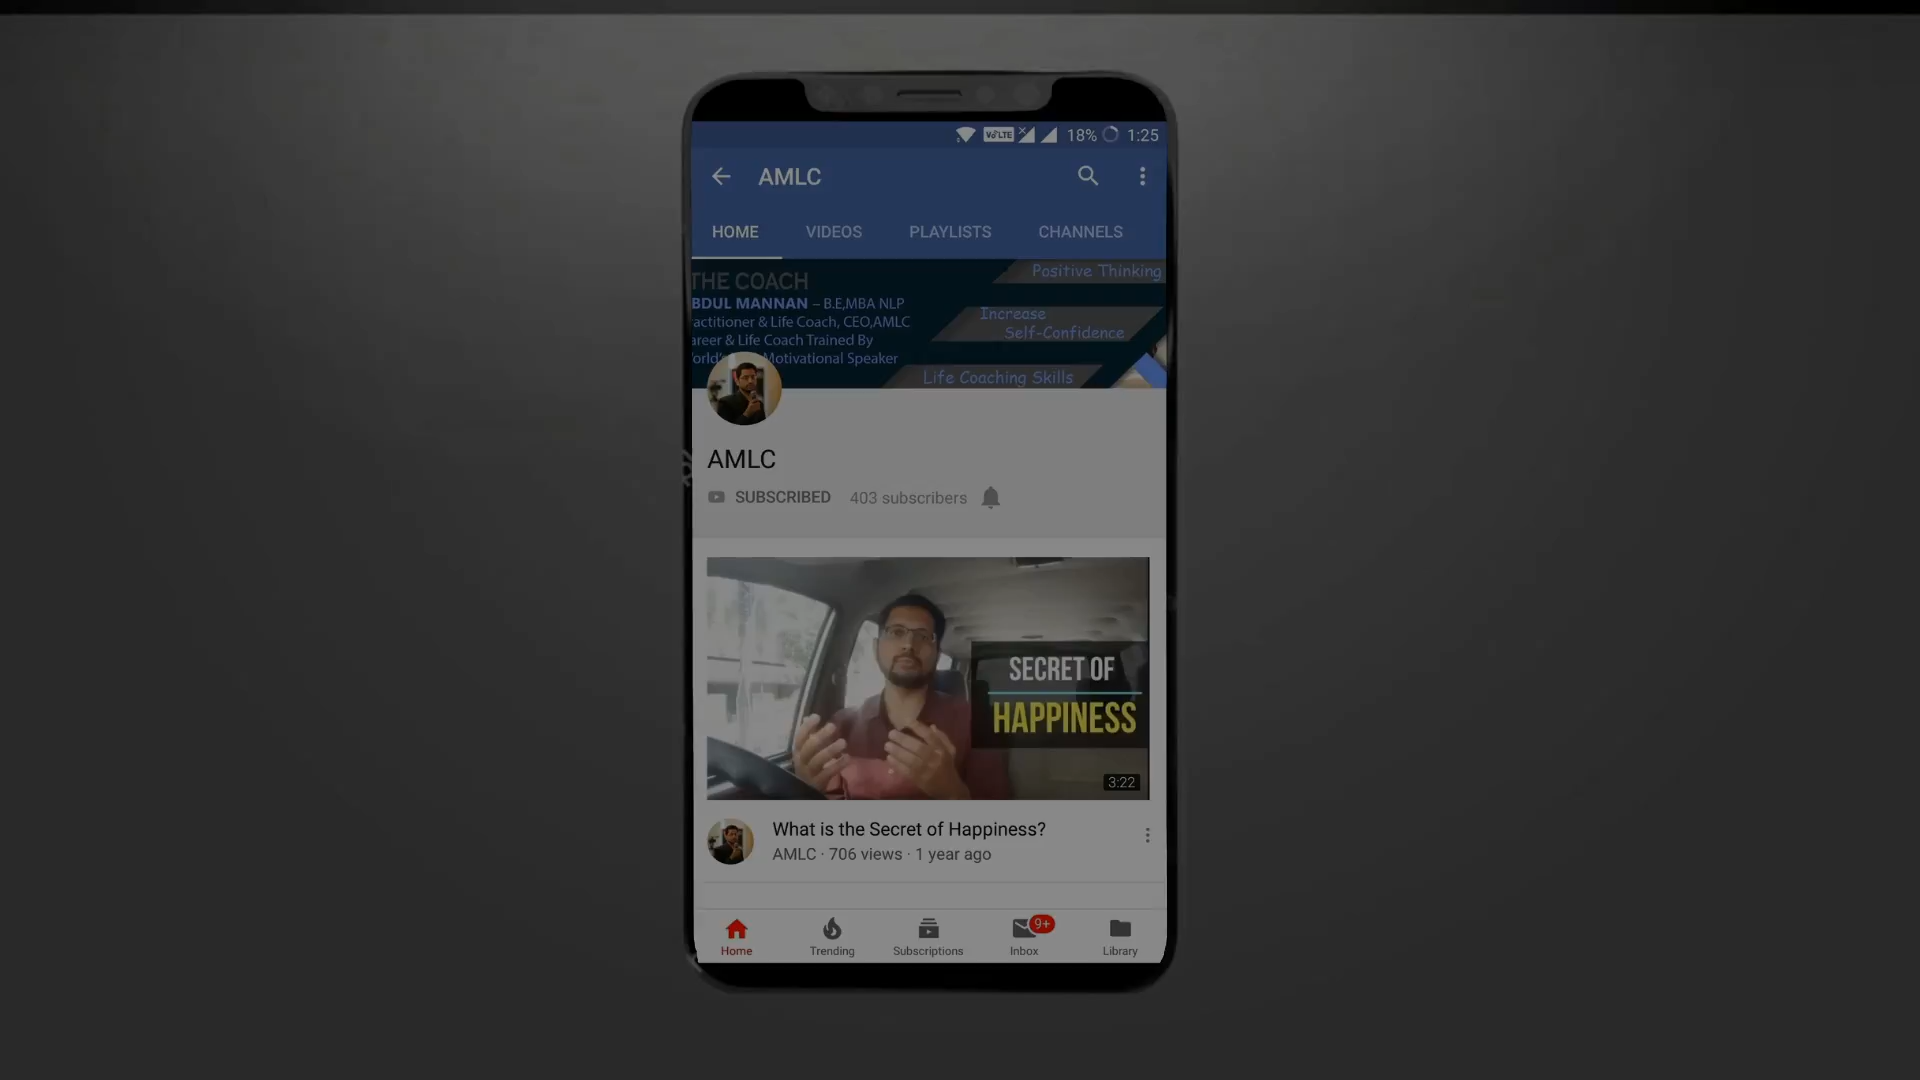 VoLTE 18% 1:25
AMLC
HOME VIDEOS PLAYLISTS CHANNELS
THE COACH
BDUL MANNAN – B.E,MBA NLP
actitioner & Life Coach, CEO,AMLC
areer & Life Coach Trained By
Motivational Speaker
Positive Thinking
Increase
Self-Confidence
Life Coaching Skills
AMLC
SUBSCRIBED 403 subscribers
SECRET OF
HAPPINESS
3:22
What is the Secret of Happiness?
AMLC · 706 views · 1 year ago
9+
Home Trending Subscriptions Inbox Library